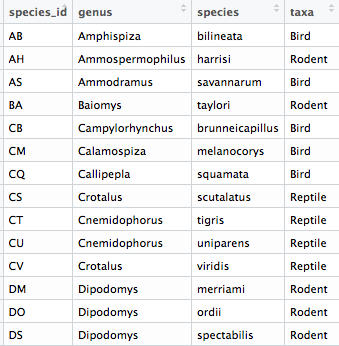 species_id genus species taxa
AB Amphispiza bilineata Bird
AH Ammospermophilus harrisi Rodent
AS Ammodramus savannarum Bird
BA Baiomys taylori Rodent
CB Campylorhynchus brunneicapillus Bird
CM Calamospiza melanocorys Bird
CQ Callipepla squamata Bird
CS Crotalus scutalatus Reptile
CT Cnemidophorus tigris Reptile
CU Cnemidophorus uniparens Reptile
CV Crotalus viridis Reptile
DM Dipodomys merriami Rodent
DO Dipodomys ordii Rodent
DS Dipodomys spectabilis Rodent